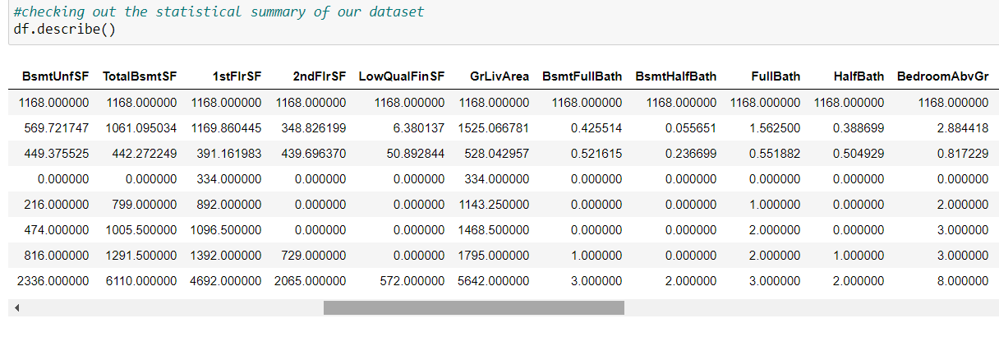 #checking out the statistical summary of our dataset
df.describe()
BsmtUnfSF TotalBsmtSF 1stFlrSF 2ndFlrSF LowQualFinSF GrLivArea BsmtFullBath BsmtHalfBath FullBath HalfBath BedroomAbvGr
1168.000000 1168.000000 1168.000000 1168.000000 1168.000000 1168.000000 1168.000000 1168.000000 1168.000000 1168.000000 1168.000000
569.721747 1061.095034 1169.860445 348.826199 6.380137 1525.066781 0.425514 0.055651 1.562500 0.388699 2.884418
449.375525 442.272249 391.161983 439.696370 50.892844 528.042957 0.521615 0.236699 0.551882 0.504929 0.817229
0.000000 0.000000 334.000000 0.000000 0.000000 334.000000 0.000000 0.000000 0.000000 0.000000 0.000000
216.000000 799.000000 892.000000 0.000000 0.000000 1143.250000 0.000000 0.000000 1.000000 0.000000 2.000000
474.000000 1005.500000 1096.500000 0.000000 0.000000 1468.500000 0.000000 0.000000 2.000000 0.000000 3.000000
816.000000 1291.500000 1392.000000 729.000000 0.000000 1795.000000 1.000000 0.000000 2.000000 1.000000 3.000000
2336.000000 6110.000000 4692.000000 2065.000000 572.000000 5642.000000 3.000000 2.000000 3.000000 2.000000 8.000000